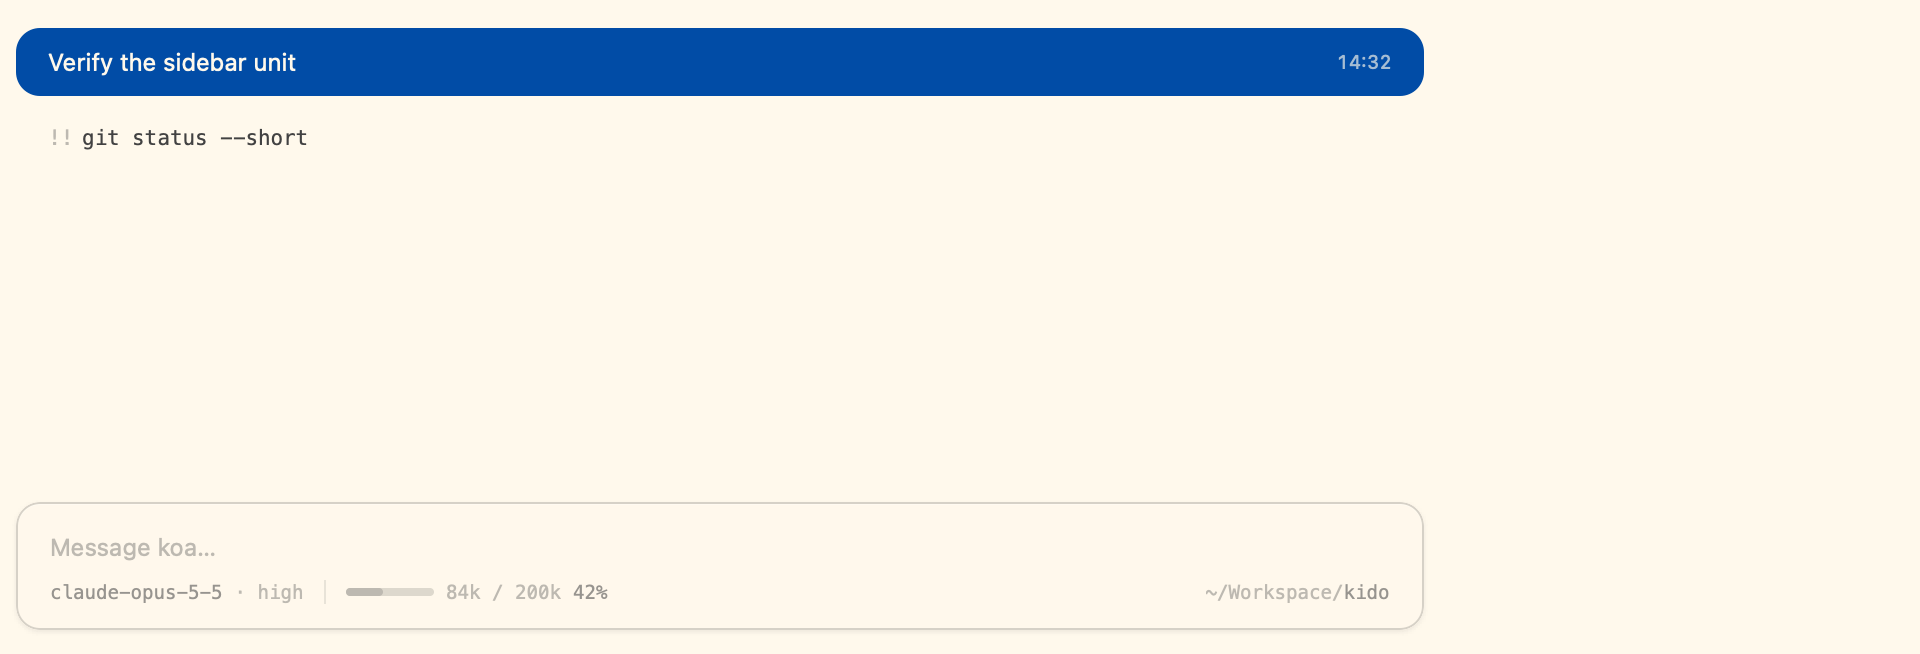 Verify the sidebar unit 14:32
!! git status --short
Message koa...
claude-opus-5-5 · high 84k / 200k 42% ~/Workspace/kido